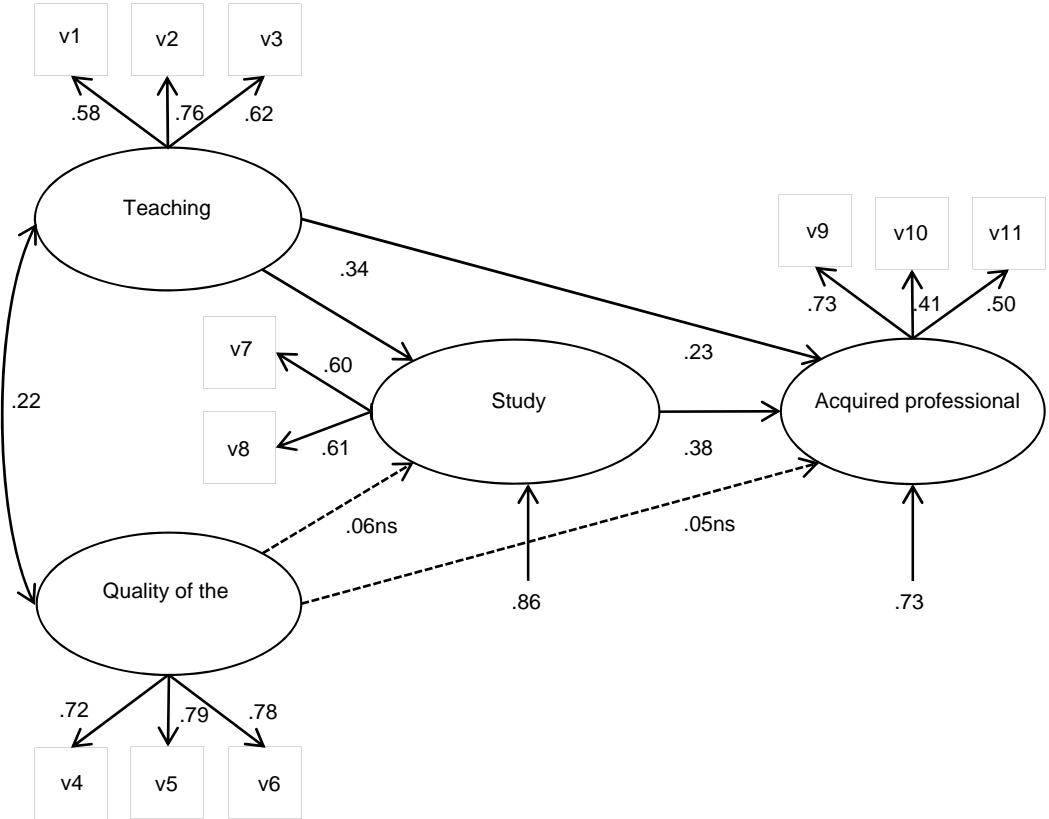 v1
v2
v3
.58
.76
.62
Teaching
v9
v10
v11
.34
.73
.41
.50
v7
.60
.23
.22
Study
Acquired professional
v8
.61
.38
.06ns
.05ns
Quality of the
.86
.73
.72
.79
.78
v4
v5
v6